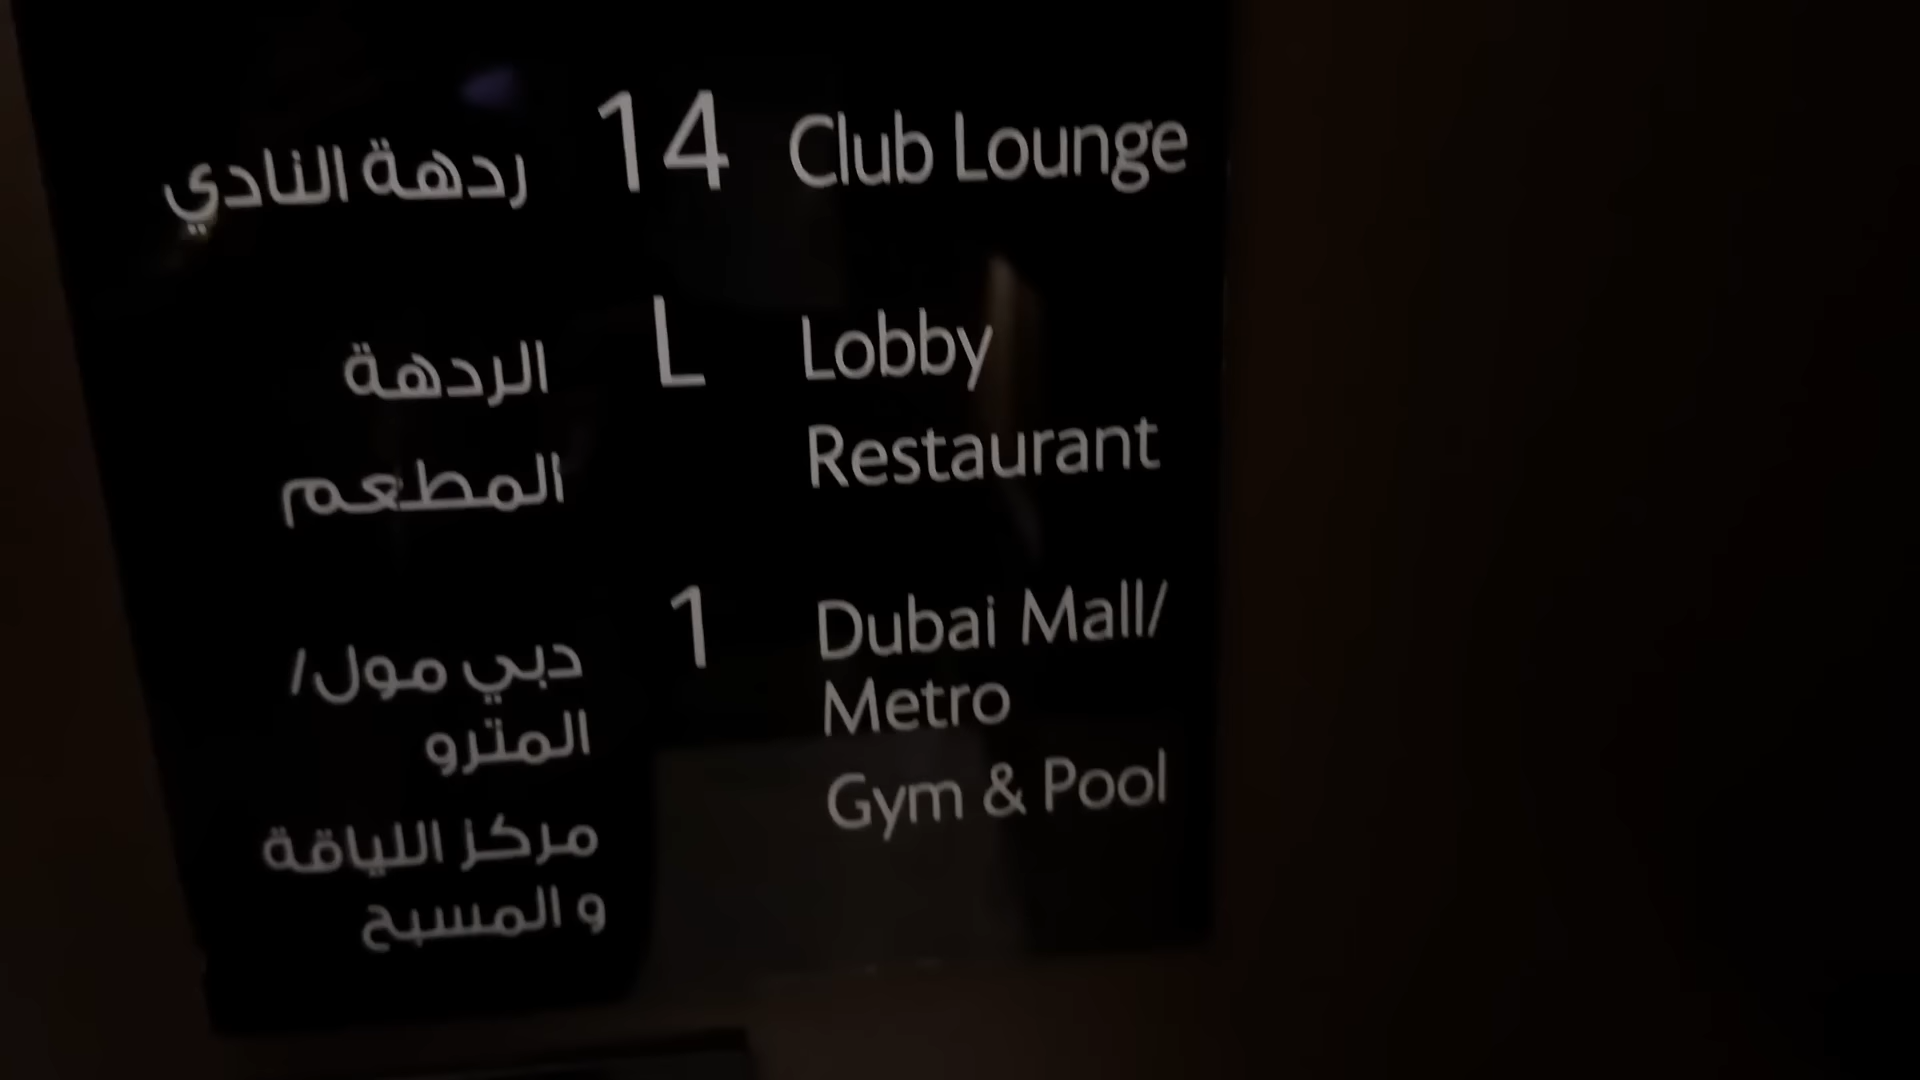 ردهة النادي 14 Club Lounge
الردهة L Lobby
المطعم Restaurant
دبي مول/ 1 Dubai Mall/
المترو Metro
مركز اللياقة Gym & Pool
و المسبح